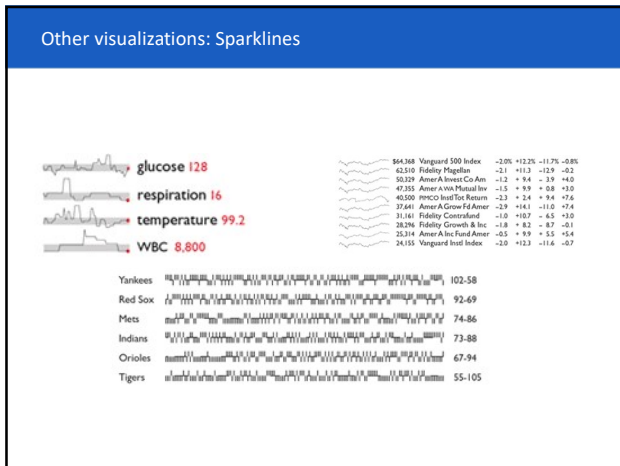 Other visualizations: Sparklines
glucose 128
respiration 16
temperature 99.2
WBC 8,800
$64,368 Vanguard 500 Index -2.0% +12.2% -11.7% -0.8%
62,510 Fidelity Magellan -2.1 +11.3 -12.9 -0.2
50,329 Amer A Invest Co Am -1.2 + 9.4 - 3.9 +4.0
47,355 Amer A WA Mutual Inv -1.5 + 9.9 + 0.8 +3.0
40,500 PIMCO InstlTot Return -2.3 + 2.4 + 9.4 +7.6
37,641 Amer A Grow Fd Amer -2.9 +14.1 -11.0 +7.4
31,161 Fidelity Contrafund -1.0 +10.7 - 6.5 +3.0
28,296 Fidelity Growth & Inc -1.8 + 8.2 - 8.7 -0.1
25,314 Amer A Inc Fund Amer -0.5 + 9.9 + 5.5 +5.4
24,155 Vanguard Instl Index -2.0 +12.3 -11.6 -0.7
Yankees 102-58
Red Sox 92-69
Mets 74-86
Indians 73-88
Orioles 67-94
Tigers 55-105